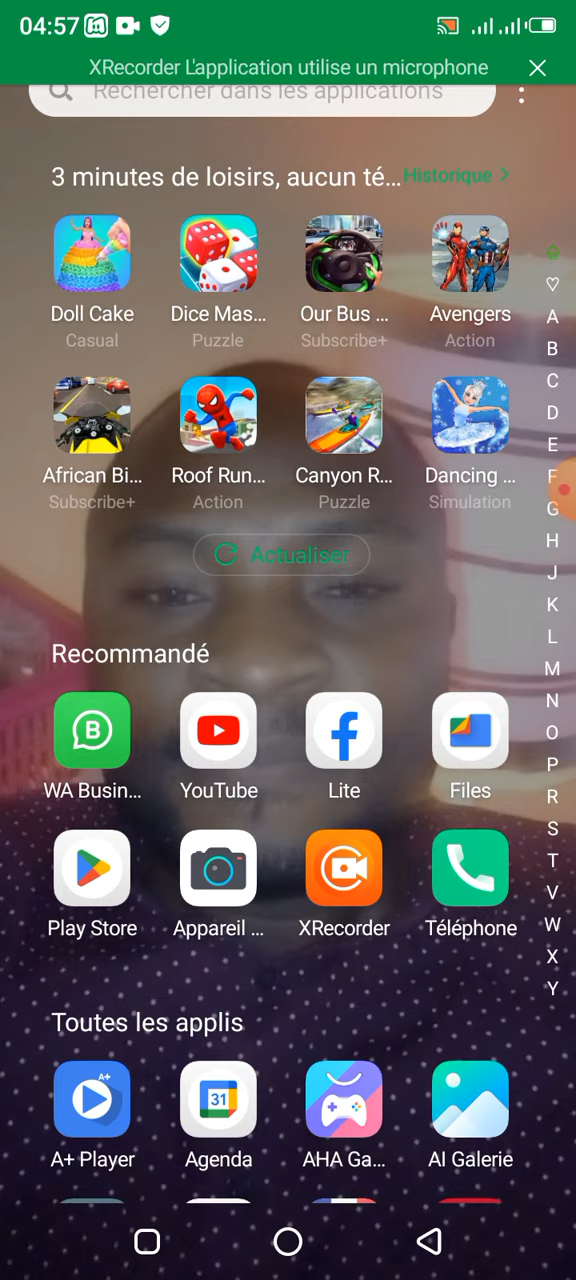 04:57
XRecorder L'application utilise un microphone
Rechercher dans les applications
3 minutes de loisirs, aucun té... Historique >
Doll Cake Dice Mas... Our Bus ... Avengers
Casual Puzzle Subscribe+ Action
African Bi... Roof Run... Canyon R... Dancing ...
Subscribe+ Action Puzzle Simulation
Actualiser
Recommandé
B
WA Busin... YouTube Lite Files
Play Store Appareil ... XRecorder Téléphone
Toutes les applis
A+ 31
A+ Player Agenda AHA Ga... AI Galerie
A
B
C
D
E
F
G
H
J
K
L
M
N
O
P
R
S
T
V
W
X
Y